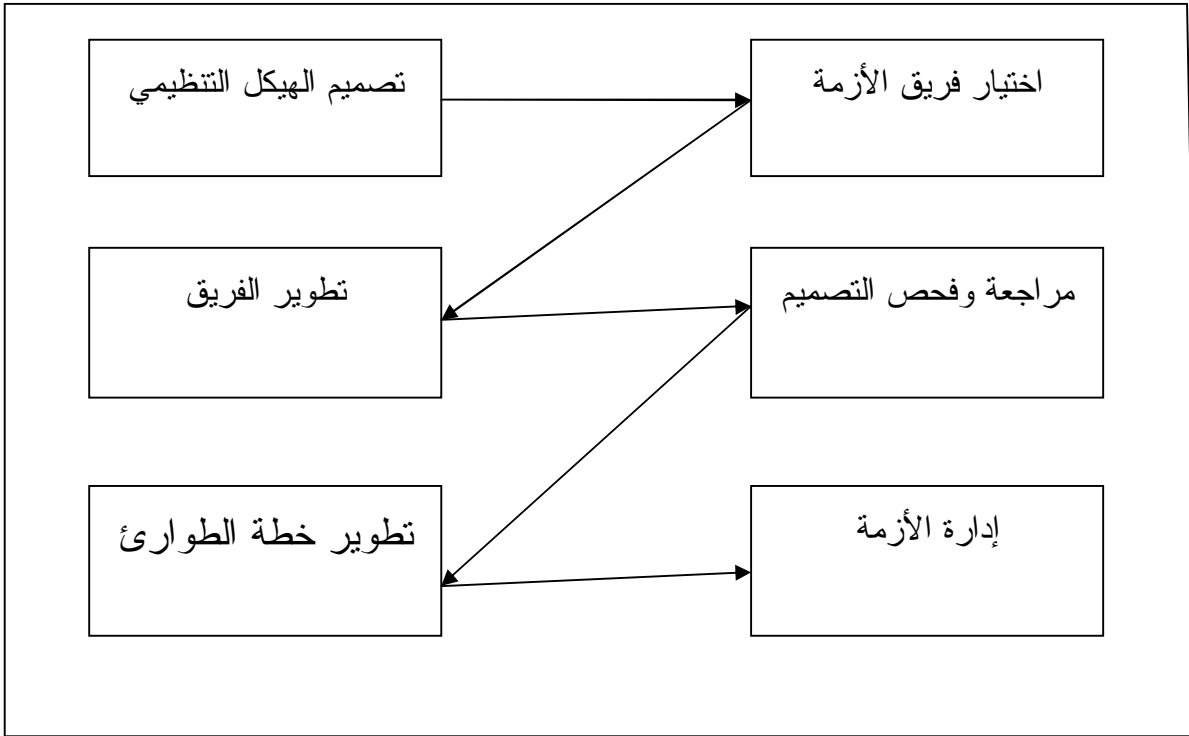 تصميم الهيكل التنظيمي
اختيار فريق الأزمة
تطوير الفريق
مراجعة وفحص التصميم
تطوير خطة الطوارئ
إدارة الأزمة